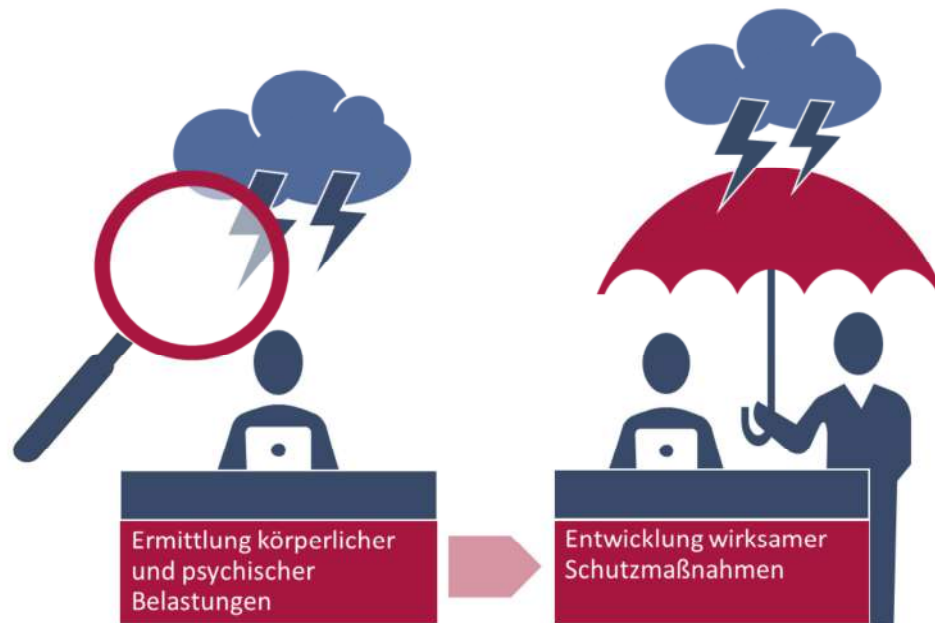 Ermittlung körperlicher
und psychischer
Belastungen
Entwicklung wirksamer
Schutzmaßnahmen